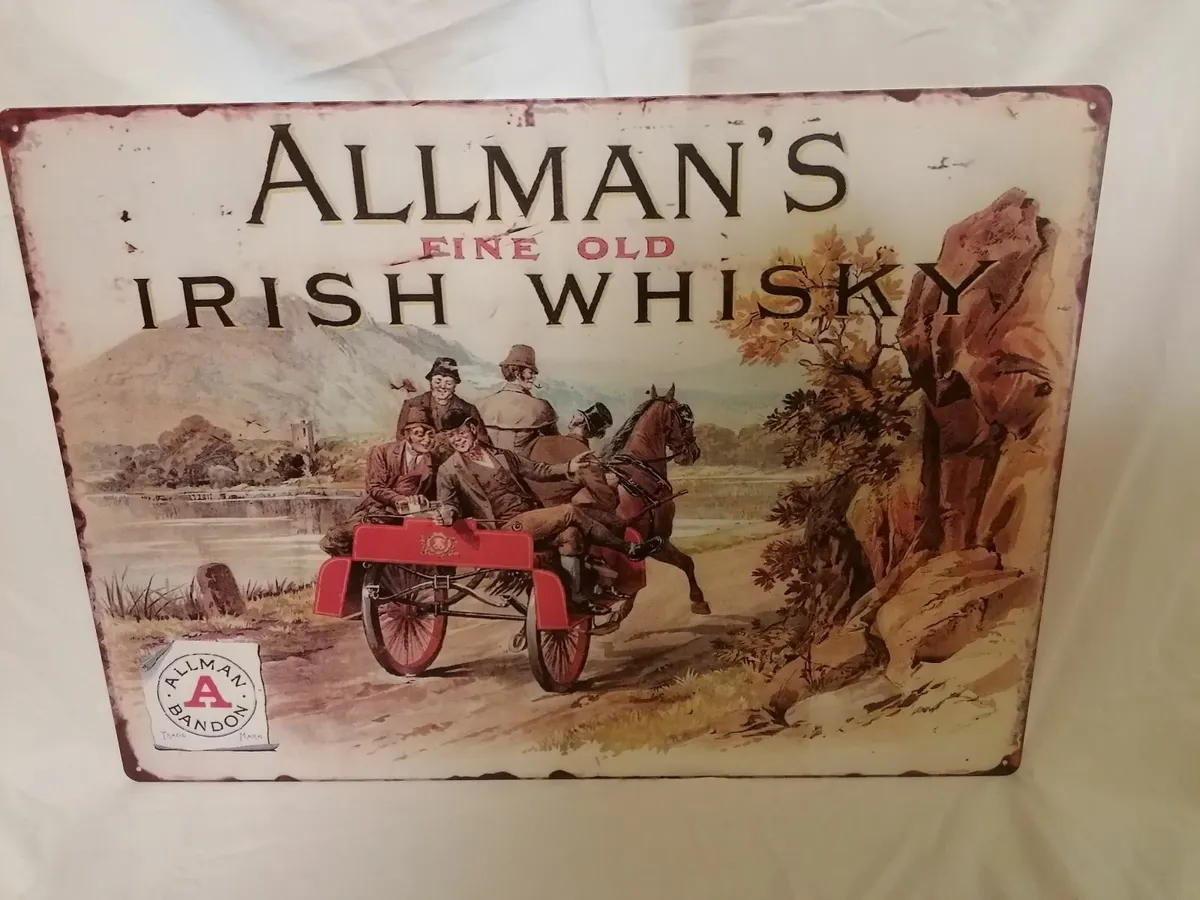 ALLMAN'S
FINE OLD
IRISH WHISKY
ALLMAN
A
BANDON
TRADE MARK